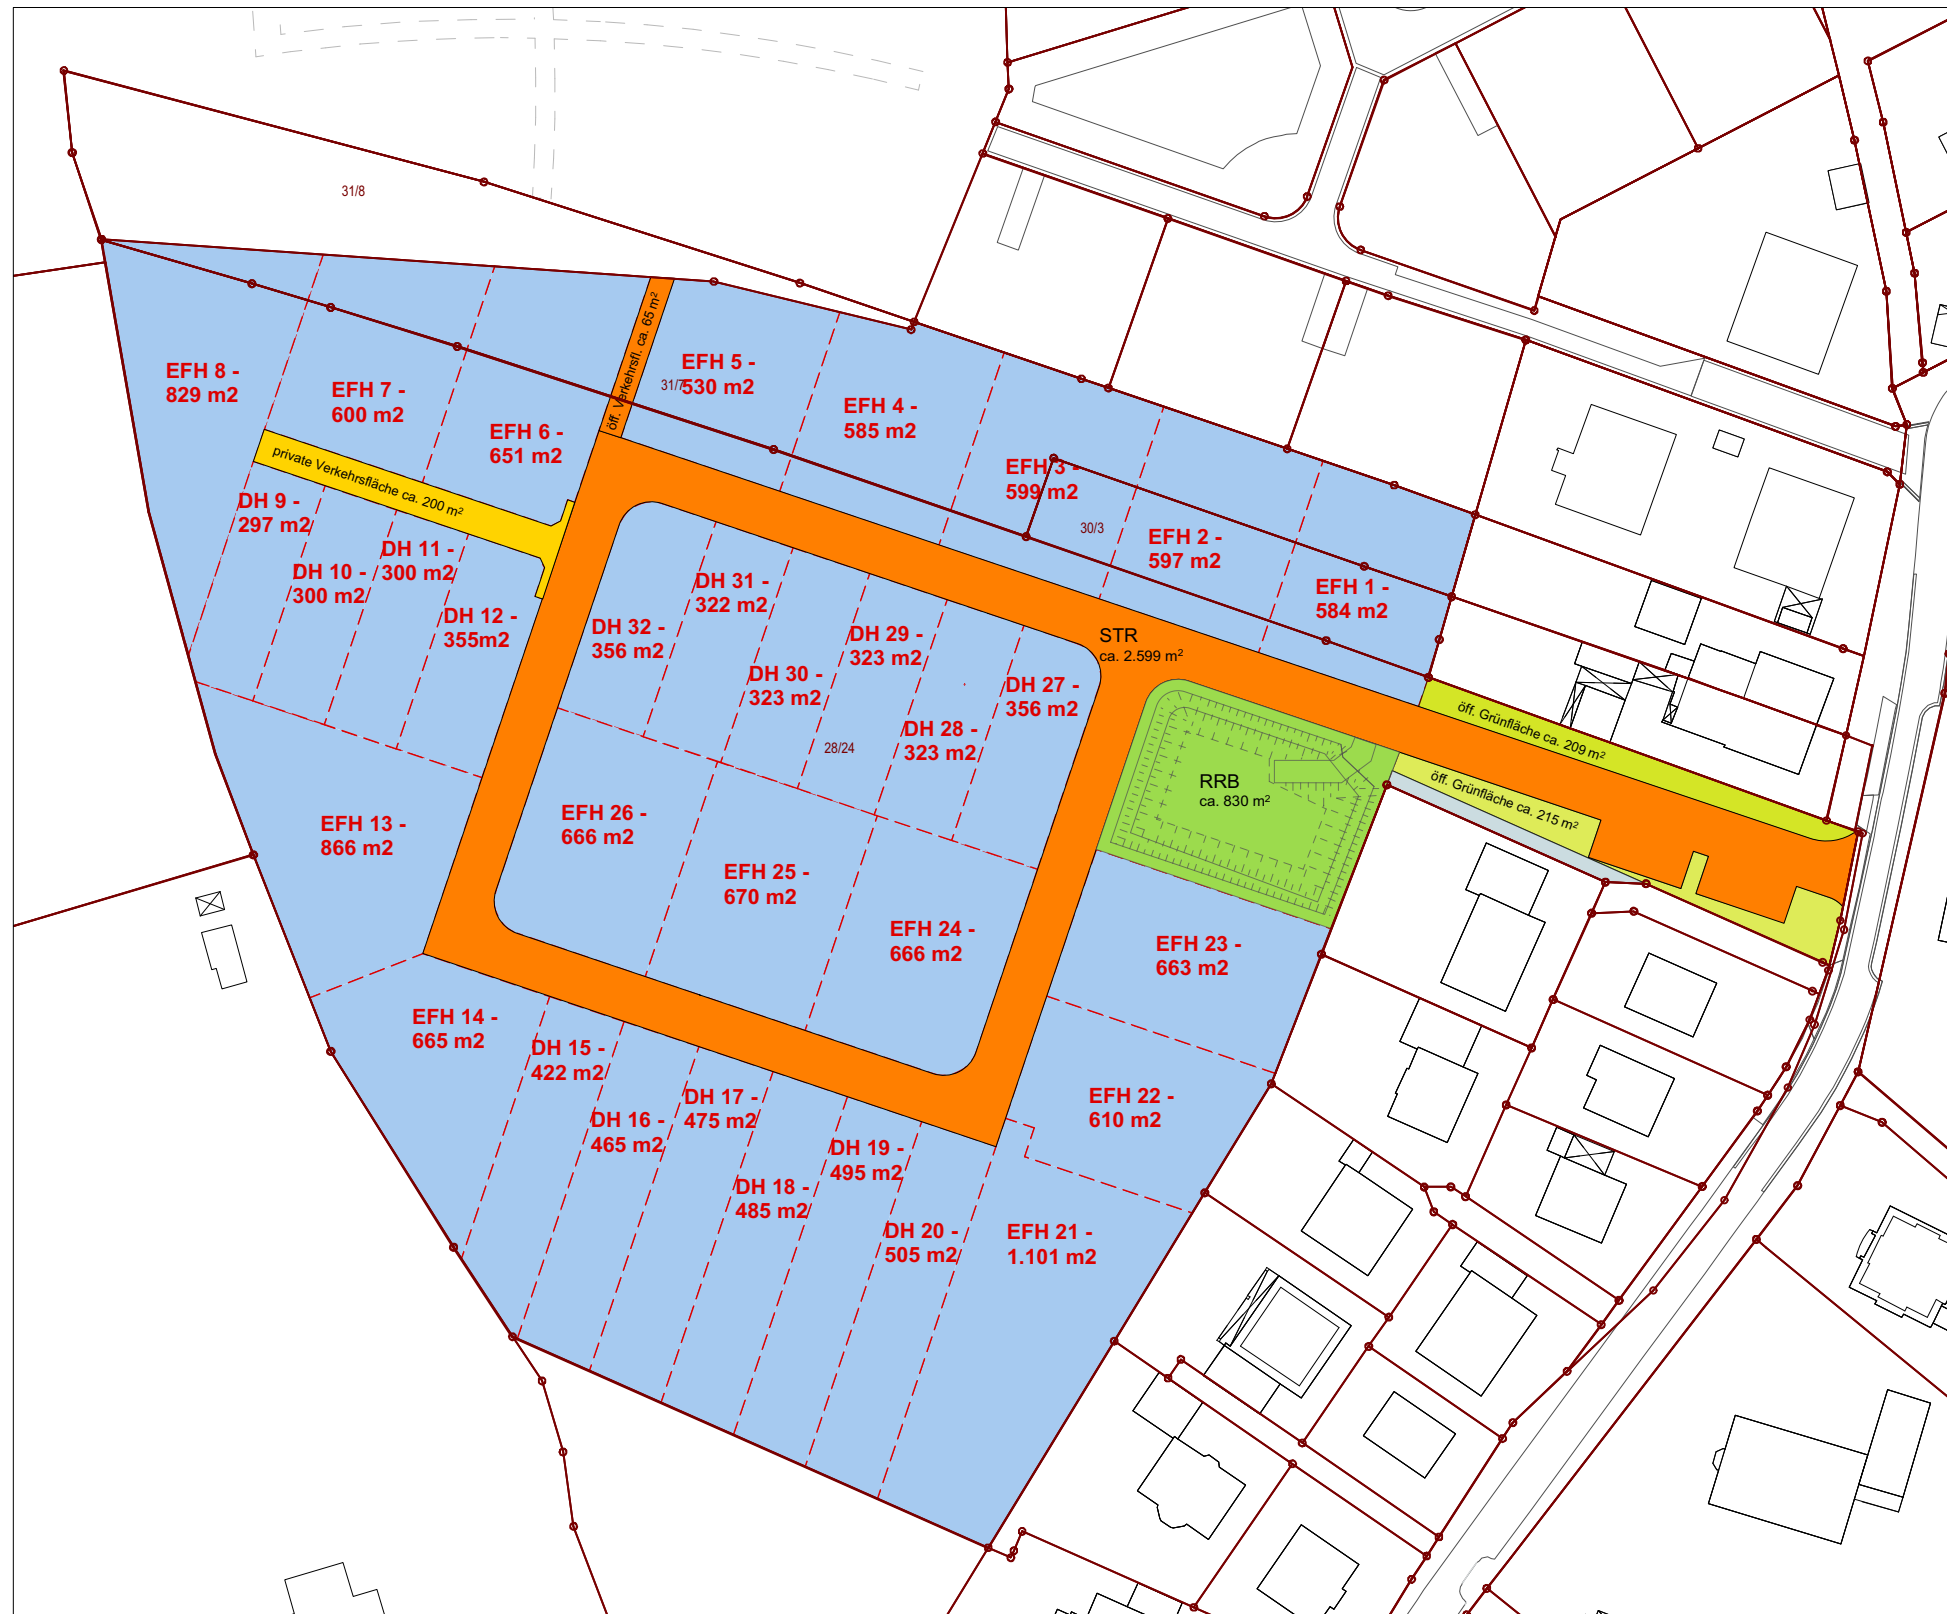 31/8
öff. Verkehrsfl. ca. 65 m²
EFH 8 -
829 m2
EFH 7 -
600 m2
EFH 6 -
651 m2
31/7
EFH 5 -
530 m2
EFH 4 -
585 m2
EFH 3 -
599 m2
30/3
EFH 2 -
597 m2
EFH 1 -
584 m2
private Verkehrsfläche ca. 200 m²
DH 9 -
297 m2
DH 10 -
300 m2
DH 11 -
300 m2
DH 12 -
355m2
DH 32 -
356 m2
DH 31 -
322 m2
DH 30 -
323 m2
DH 29 -
323 m2
DH 28 -
323 m2
DH 27 -
356 m2
28/24
STR
ca. 2.599 m²
öff. Grünfläche ca. 209 m²
öff. Grünfläche ca. 215 m²
RRB
ca. 830 m²
EFH 13 -
866 m2
EFH 26 -
666 m2
EFH 25 -
670 m2
EFH 24 -
666 m2
EFH 23 -
663 m2
EFH 14 -
665 m2
DH 15 -
422 m2
DH 16 -
465 m2
DH 17 -
475 m2
DH 18 -
485 m2
DH 19 -
495 m2
DH 20 -
505 m2
EFH 22 -
610 m2
EFH 21 -
1.101 m2